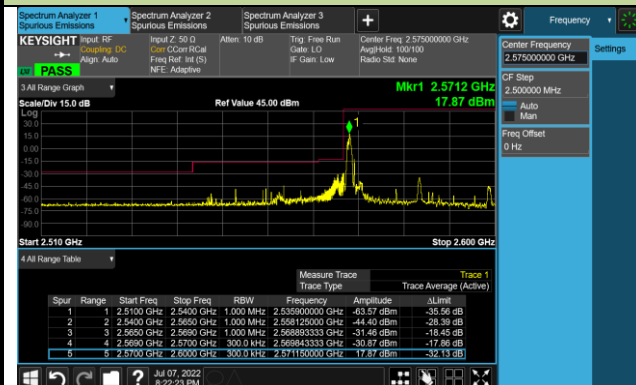 Spectrum Analyzer 1
Spurious Emissions
Spectrum Analyzer 2
Spurious Emissions
Spectrum Analyzer 3
Spurious Emissions
+
Frequency
KEYSIGHT
Input: RF
Coupling: DC
Align: Auto
Input Z: 50 Ω
Corr CCorr RCal
Freq Ref: Int (S)
NFE: Adaptive
Atten: 10 dB
Trig: Free Run
Gate: LO
IF Gain: Low
Center Freq: 2.575000000 GHz
Avg|Hold: 100/100
Radio Std: None
PASS
Center Frequency
2.575000000 GHz
Settings
CF Step
2.500000 MHz
Auto
Man
Freq Offset
0 Hz
3 All Range Graph
Mkr1 2.5712 GHz
Scale/Div 15.0 dB
Ref Value 45.00 dBm
17.87 dBm
Log
30.0
15.0
0.00
-15.0
-30.0
-45.0
-60.0
-75.0
-90.0
1
Start 2.510 GHz
Stop 2.600 GHz
4 All Range Table
Measure Trace Trace 1
Trace Type Trace Average (Active)
Spur Range Start Freq Stop Freq RBW Frequency Amplitude ΔLimit
1 1 2.5100 GHz 2.5400 GHz 1.000 MHz 2.535900000 GHz -63.57 dBm -35.56 dB
2 2 2.5400 GHz 2.5650 GHz 1.000 MHz 2.558125000 GHz -44.40 dBm -28.39 dB
3 3 2.5650 GHz 2.5690 GHz 1.000 MHz 2.568893333 GHz -31.46 dBm -18.45 dB
4 4 2.5690 GHz 2.5700 GHz 300.0 kHz 2.569843333 GHz -30.87 dBm -17.86 dB
5 5 2.5700 GHz 2.6000 GHz 300.0 kHz 2.571150000 GHz 17.87 dBm -32.13 dB
?
Jul 07, 2022
8:22:23 PM